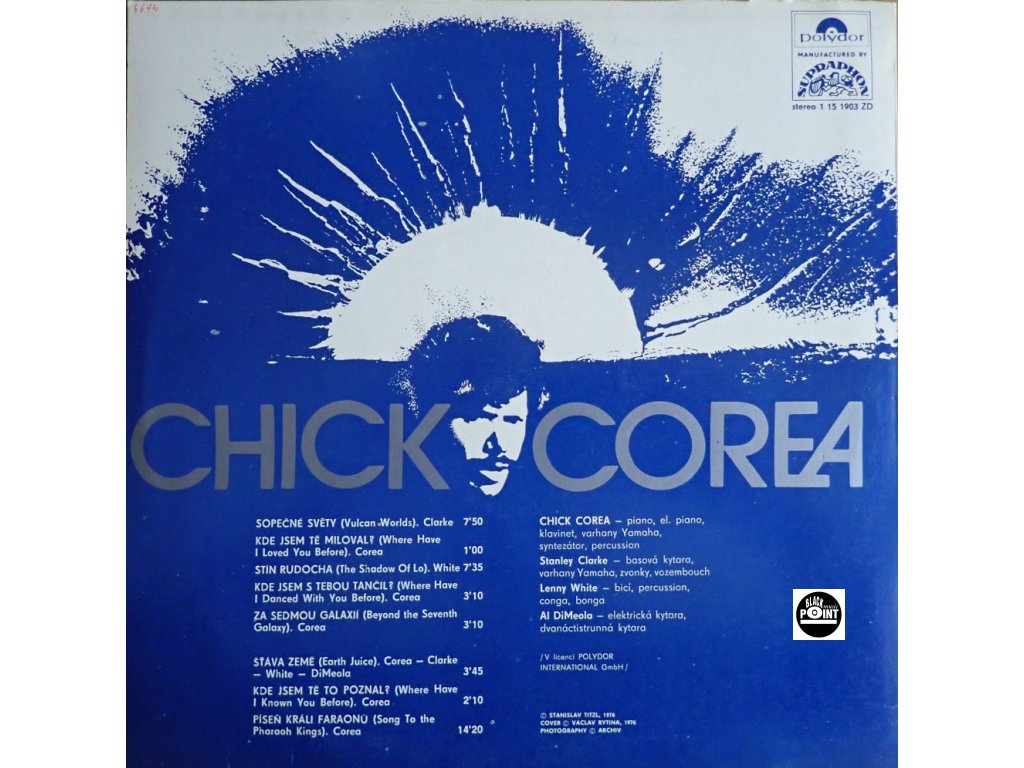 4645
polydor
MANUFACTURED BY
SUPRAPHON
stereo 1 15 1903 ZD
CHICK COREA
SOPEČNÉ SVĚTY (Vulcan Worlds). Clarke 7'50
KDE JSEM TĚ MILOVAL? (Where Have
I Loved You Before). Corea 1'00
STÍN RUDOCHA (The Shadow Of Lo). White 7'35
KDE JSEM S TEBOU TANČIL? (Where Have
I Danced With You Before). Corea 3'10
ZA SEDMOU GALAXIÍ (Beyond the Seventh
Galaxy). Corea 3'10
ŠŤÁVA ZEMĚ (Earth Juice). Corea – Clarke
– White – DiMeola 3'45
KDE JSEM TĚ TO POZNAL? (Where Have
I Known You Before). Corea 2'10
PÍSEŇ KRÁLI FARAONŮ (Song To the
Pharaoh Kings). Corea 14'20
CHICK COREA – piano, el. piano,
klavinet, varhany Yamaha,
syntezátor, percussion
Stanley Clarke – basová kytara,
varhany Yamaha, zvonky, vozembouch
Lenny White – bicí, percussion,
conga, bonga
Al DiMeola – elektrická kytara,
dvanáctistrunná kytara
/V licenci POLYDOR
INTERNATIONAL GmbH/
© STANISLAV TITZL, 1976
COVER © VÁCLAV RYTINA, 1976
PHOTOGRAPHY © ARCHIV
BLACK music
POINT